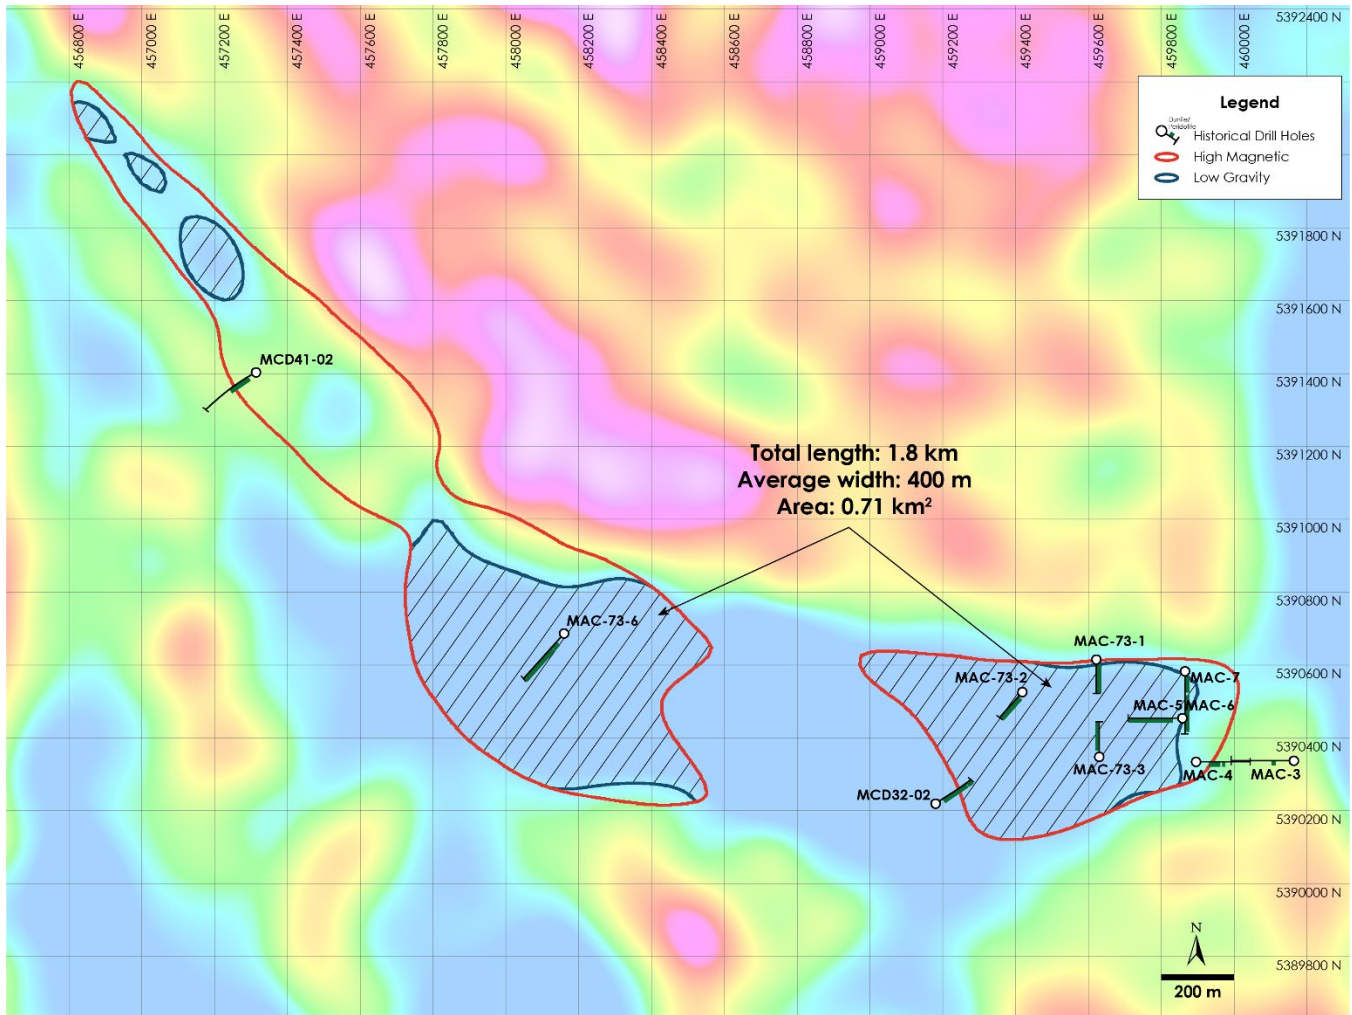 456800 E
457000 E
457200 E
457400 E
457600 E
457800 E
458000 E
458200 E
458400 E
458600 E
458800 E
459000 E
459200 E
459400 E
459600 E
459800 E
460000 E
5392400 N
Legend
Dunite/
Peridotite
Historical Drill Holes
High Magnetic
Low Gravity
5391800 N
5391600 N
MCD41-02
5391400 N
Total length: 1.8 km
Average width: 400 m
Area: 0.71 km²
5391200 N
5391000 N
5390800 N
MAC-73-6
MAC-73-1
MAC-73-2
MAC-7
5390600 N
MAC-5
MAC-6
5390400 N
MAC-73-3
MAC-4
MAC-3
MCD32-02
5390200 N
5390000 N
N
5389800 N
200 m